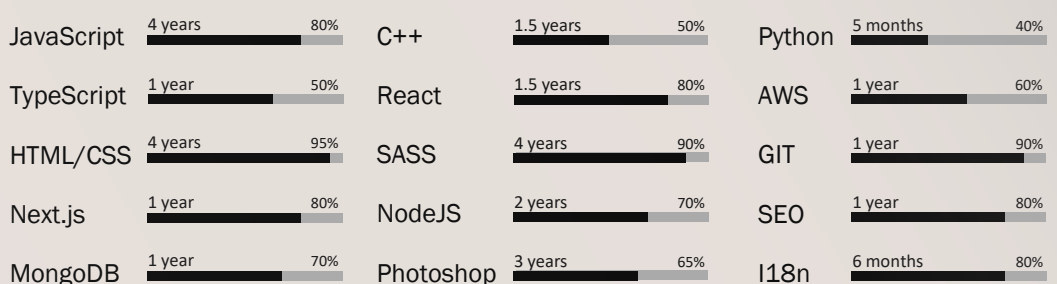 JavaScript 4 years 80%
TypeScript 1 year 50%
HTML/CSS 4 years 95%
Next.js 1 year 80%
MongoDB 1 year 70%
C++ 1.5 years 50%
React 1.5 years 80%
SASS 4 years 90%
NodeJS 2 years 70%
Photoshop 3 years 65%
Python 5 months 40%
AWS 1 year 60%
GIT 1 year 90%
SEO 1 year 80%
I18n 6 months 80%